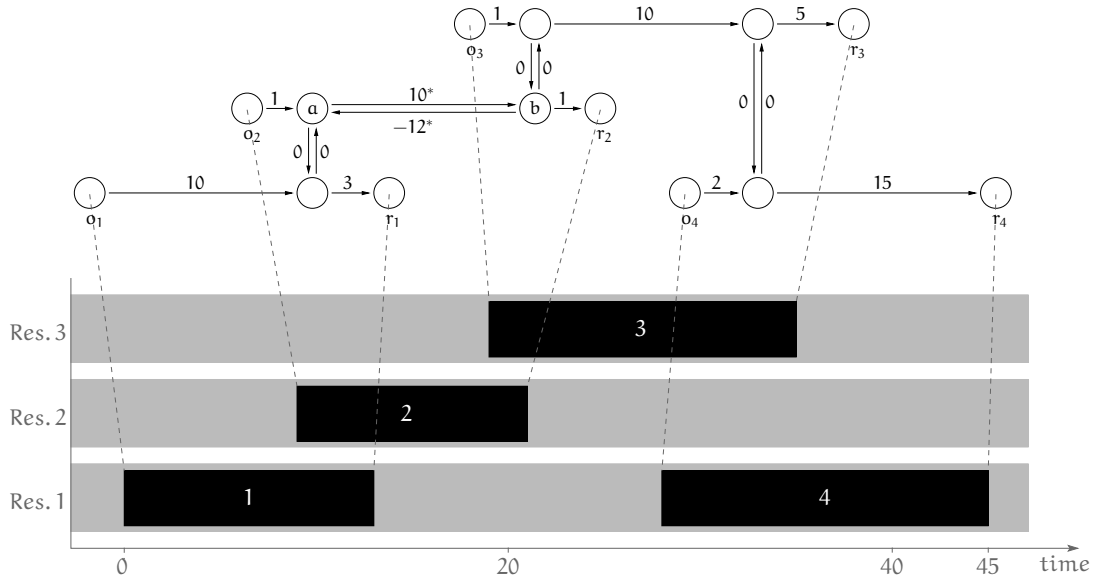 1 10 5
o₃ r₃
0 0 0 0
1 a 10* b 1
−12*
o₂ r₂
0 0
10 3 2 15
o₁ r₁ o₄ r₄
Res. 3 3
Res. 2 2
Res. 1 1 4
0 20 40 45 time